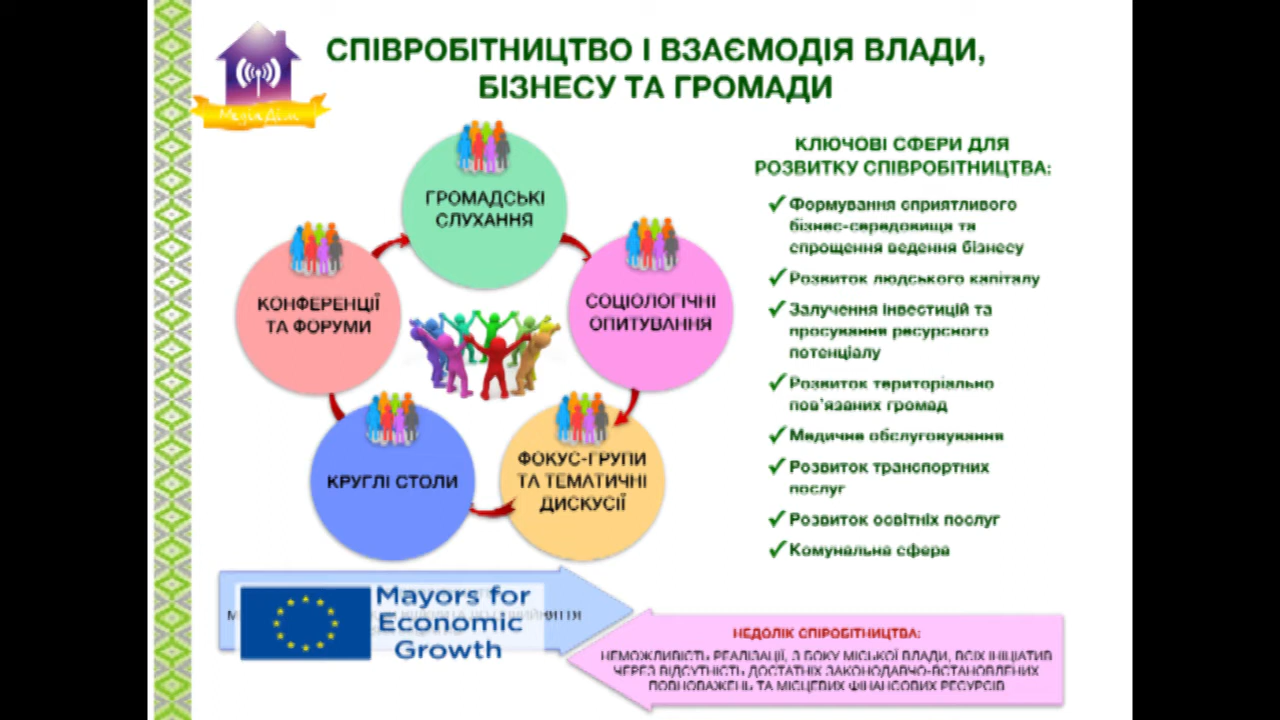 СПІВРОБІТНИЦТВО І ВЗАЄМОДІЯ ВЛАДИ,
БІЗНЕСУ ТА ГРОМАДИ
Медіа Дім
ГРОМАДСЬКІ
СЛУХАННЯ
СОЦІОЛОГІЧНІ
ОПИТУВАННЯ
ФОКУС-ГРУПИ
ТА ТЕМАТИЧНІ
ДИСКУСІЇ
КРУГЛІ СТОЛИ
КОНФЕРЕНЦІЇ
ТА ФОРУМИ
КЛЮЧОВІ СФЕРИ ДЛЯ
РОЗВИТКУ СПІВРОБІТНИЦТВА:
Формування сприятливого
бізнес-середовища та
спрощення ведення бізнесу
Розвиток людського капіталу
Залучення інвестицій та
просування ресурсного
потенціалу
Розвиток територіально
пов’язаних громад
Медичне обслуговування
Розвиток транспортних
послуг
Розвиток освітніх послуг
Комунальна сфера
Mayors for
Economic
Growth
НЕДОЛІК СПІРОБІТНИЦТВА:
НЕМОЖЛИВІСТЬ РЕАЛІЗАЦІЇ, З БОКУ МІСЬКОЇ ВЛАДИ, ВСІХ ІНІЦІАТИВ
ЧЕРЕЗ ВІДСУТНІСТЬ ДОСТАТНІХ ЗАКОНОДАВЧО-ВСТАНОВЛЕНИХ
ПОВНОВАЖЕНЬ ТА МІСЦЕВИХ ФІНАНСОВИХ РЕСУРСІВ